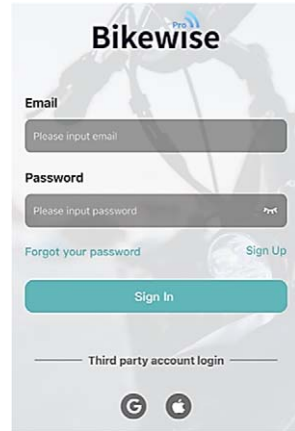 Pro
Bikewise
Email
Please input email
Password
Please input password
Forgot your password
Sign Up
Sign In
Third party account login
G